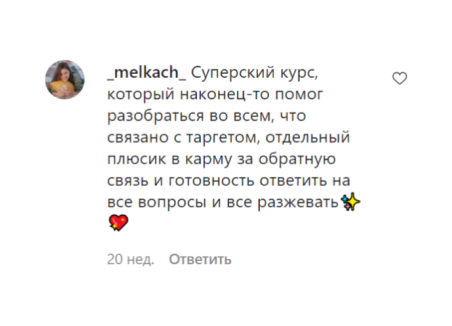 _melkach_ Суперский курс,
который наконец-то помог
разобраться во всем, что
связано с таргетом, отдельный
плюсик в карму за обратную
связь и готовность ответить на
все вопросы и все разжевать✨
💖
20 нед. Ответить